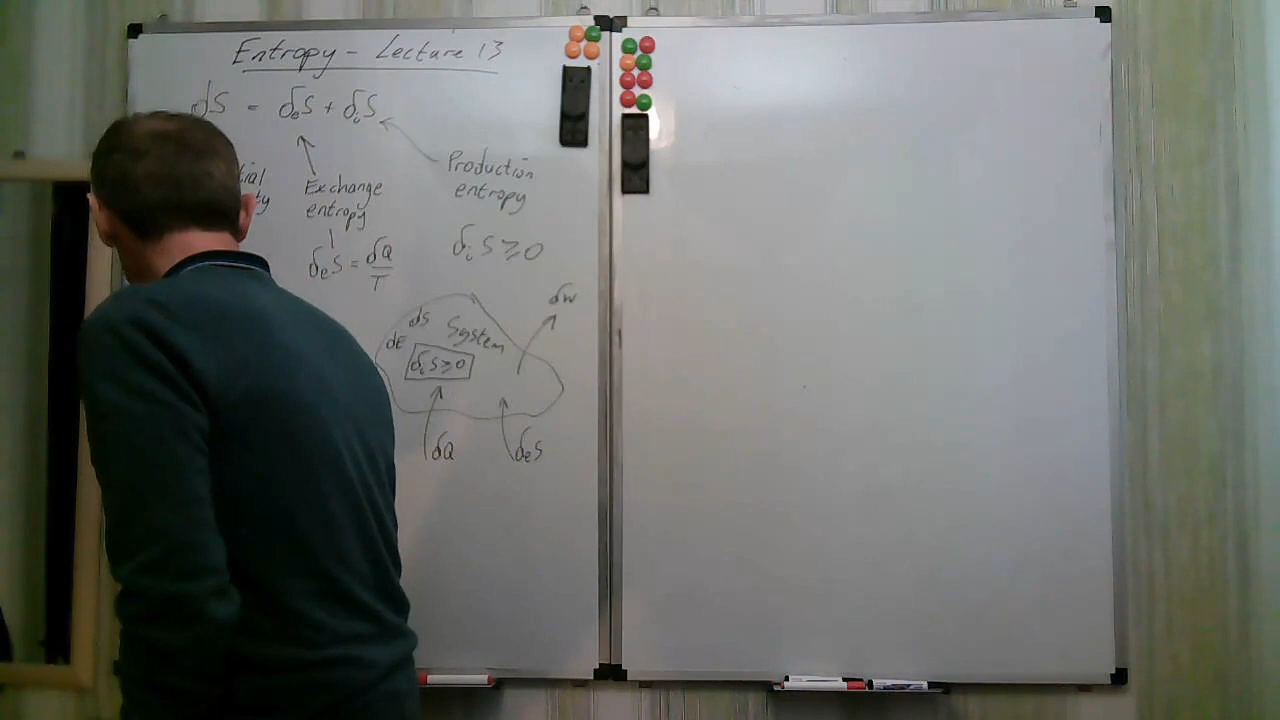 Entropy - Lecture 13
dS = δₑS + δᵢS
Production
entropy
Exchange
entropy
δₑS = δQ/T
δᵢS ≥ 0
δW
dS
System
dE
δᵢS ≥ 0
δQ
δₑS